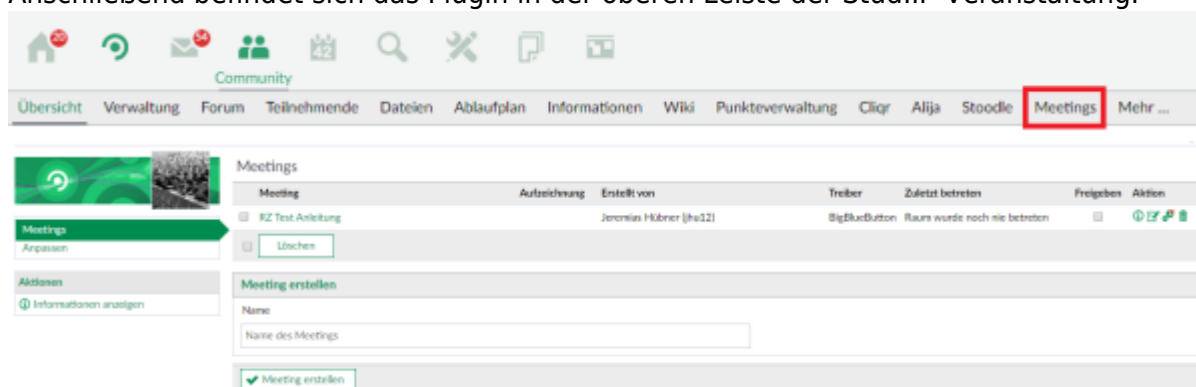 Anschließend befindet sich das Plugin in der oberen Leiste der Stud... Veranstaltung.
20
54
42
Community
Übersicht Verwaltung Forum Teilnehmende Dateien Ablaufplan Informationen Wiki Punkteverwaltung Cliqr Alija Stoodle Meetings Mehr ...
Meetings
Meeting Aufzeichnung Erstellt von Treiber Zuletzt betreten Freigeben Aktion
RZ Test Anleitung Jeremias Hübner (jhu12) BigBlueButton Raum wurde noch nie betreten
Löschen
Meetings
Anpassen
Aktionen
Informationen anzeigen
Meeting erstellen
Name
Name des Meetings
Meeting erstellen